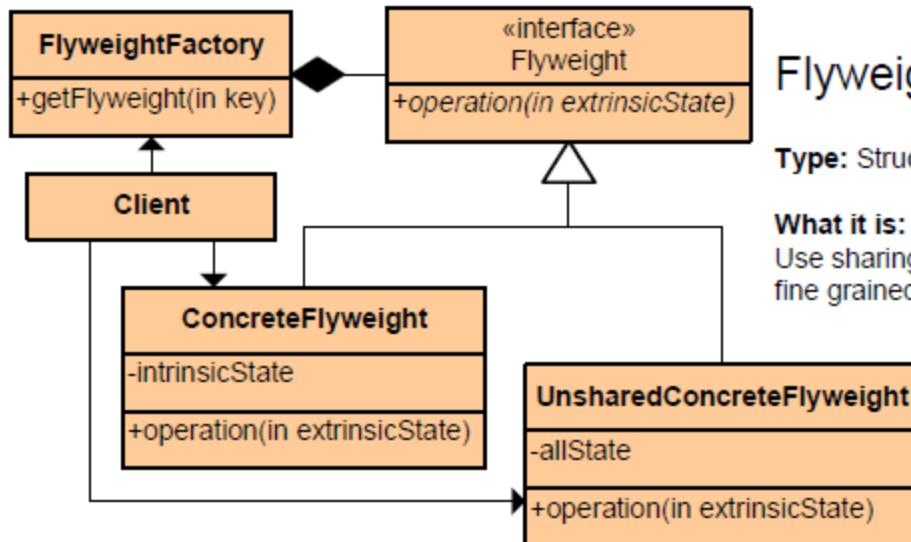 FlyweightFactory
+getFlyweight(in key)
«interface»
Flyweight
+operation(in extrinsicState)
Client
ConcreteFlyweight
-intrinsicState
+operation(in extrinsicState)
UnsharedConcreteFlyweight
-allState
+operation(in extrinsicState)
Type:
What it is:
Use sharing
fine grained